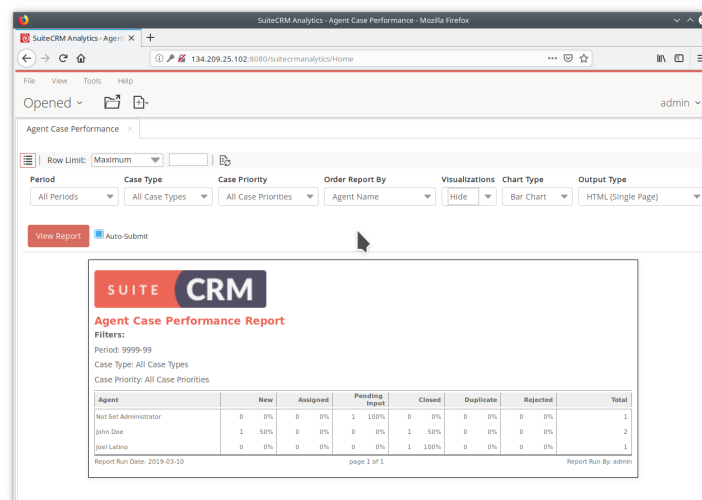 SuiteCRM Analytics - Agent Case Performance - Mozilla Firefox
SuiteCRM Analytics - Agent
134.209.25.102:8080/suitecrmanalytics/Home
File View Tools Help
Opened admin
Agent Case Performance
Row Limit: Maximum
Period Case Type Case Priority Order Report By Visualizations Chart Type Output Type
All Periods All Case Types All Case Priorities Agent Name Hide Bar Chart HTML (Single Page)
View Report Auto-Submit
SUITE CRM
Agent Case Performance Report
Filters:
Period: 9999-99
Case Type: All Case Types
Case Priority: All Case Priorities
Agent New Assigned Pending Input Closed Duplicate Rejected Total
Not Set Administrator 0 0% 0 0% 1 100% 0 0% 0 0% 0 0% 1
John Doe 1 50% 0 0% 0 0% 1 50% 0 0% 0 0% 2
Joel Latino 0 0% 0 0% 0 0% 1 100% 0 0% 0 0% 1
Report Run Date: 2019-03-10 page 1 of 1 Report Run By: admin